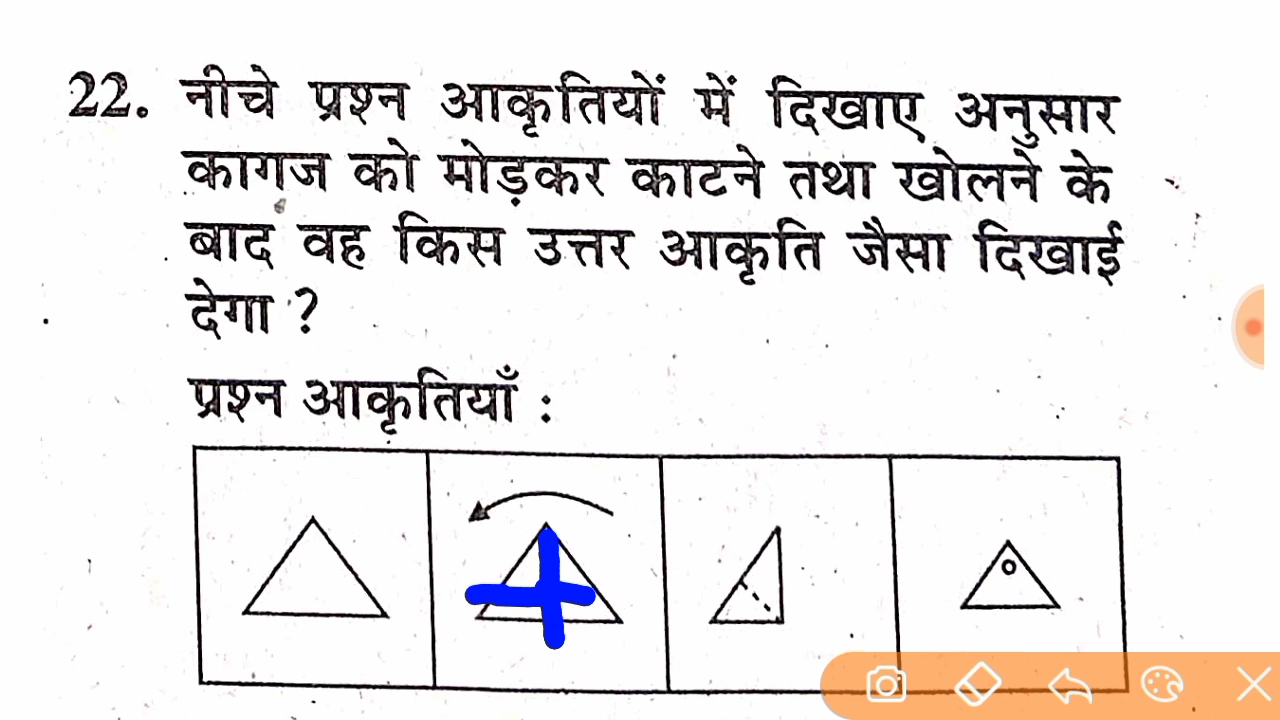 22. नीचे प्रश्न आकृतियों में दिखाए अनुसार
कागज को मोड़कर काटने तथा खोलने के
बाद वह किस उत्तर आकृति जैसा दिखाई
देगा ?
प्रश्न आकृतियाँ :